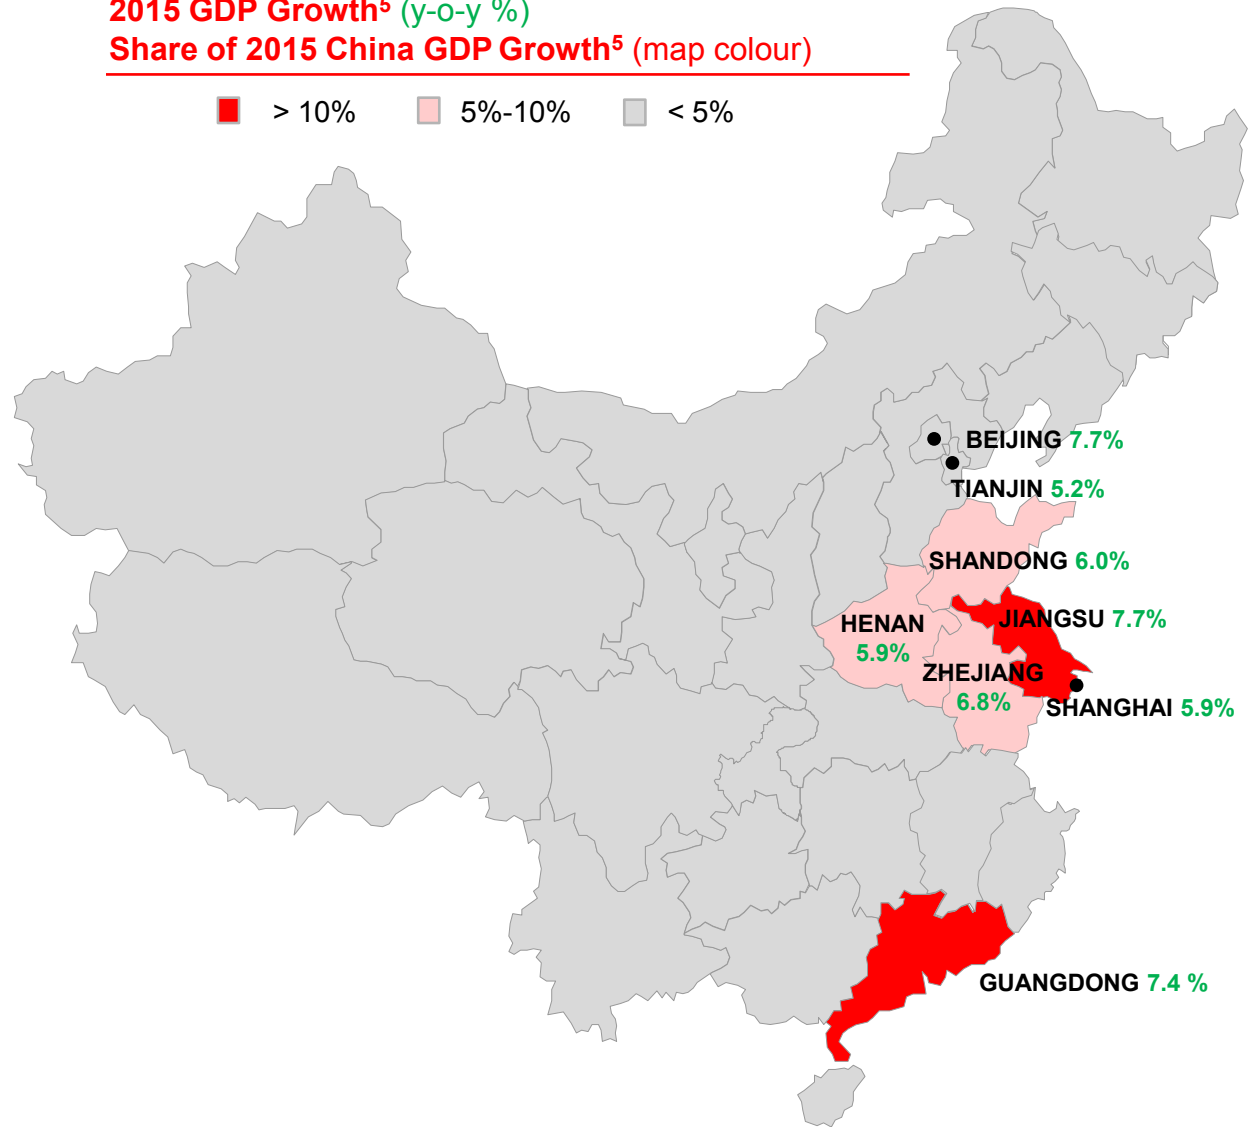 2015 GDP Growth⁵ (y-o-y %)
Share of 2015 China GDP Growth⁵ (map colour)
> 10% 5%-10% < 5%
BEIJING 7.7%
TIANJIN 5.2%
SHANDONG 6.0%
JIANGSU 7.7%
HENAN
5.9%
ZHEJIANG
6.8%
SHANGHAI 5.9%
GUANGDONG 7.4 %